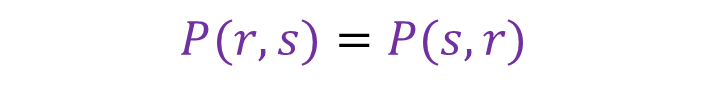 P(r, s) = P(s, r)